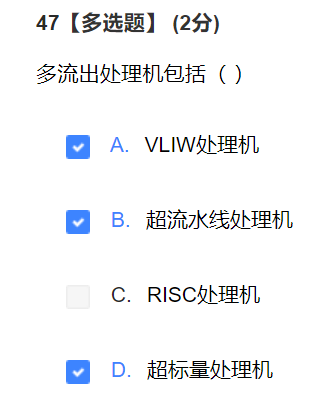 47【多选题】 (2分)
多流出处理机包括（ ）
A. VLIW处理机
B. 超流水线处理机
C. RISC处理机
D. 超标量处理机